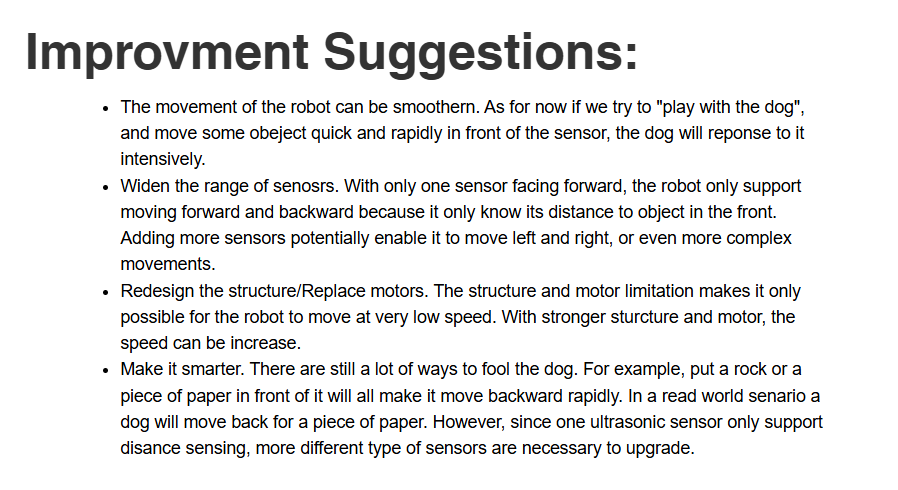 Improvment Suggestions:
The movement of the robot can be smoothern. As for now if we try to "play with the dog",
and move some obeject quick and rapidly in front of the sensor, the dog will reponse to it
intensively.
Widen the range of senosrs. With only one sensor facing forward, the robot only support
moving forward and backward because it only know its distance to object in the front.
Adding more sensors potentially enable it to move left and right, or even more complex
movements.
Redesign the structure/Replace motors. The structure and motor limitation makes it only
possible for the robot to move at very low speed. With stronger sturcture and motor, the
speed can be increase.
Make it smarter. There are still a lot of ways to fool the dog. For example, put a rock or a
piece of paper in front of it will all make it move backward rapidly. In a read world senario a
dog will move back for a piece of paper. However, since one ultrasonic sensor only support
disance sensing, more different type of sensors are necessary to upgrade.